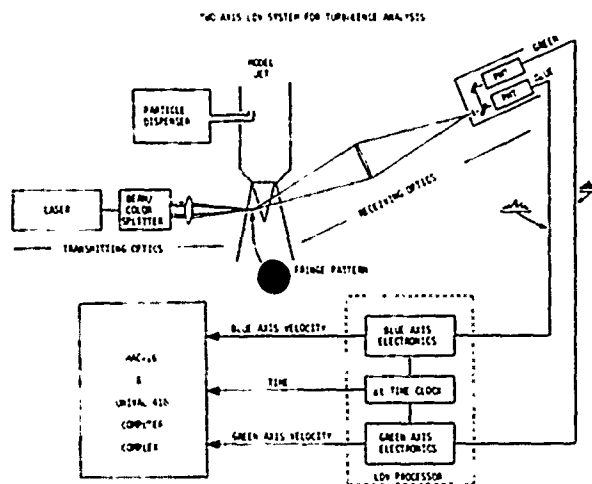 TWO AXIS LDV SYSTEM FOR TURBULENCE ANALYSIS
MODEL
JET
GREEN
PMT
BLUE
PMT
PARTICLE
DISPENSER
LASER
BEAM/
COLOR
SPLITTER
RECEIVING OPTICS
TRANSMITTING OPTICS
FRINGE PATTERN
BLUE AXIS VELOCITY
BLUE AXIS
ELECTRONICS
&
COMPUTER
COMPLEX
TIME
Δt TIME CLOCK
GREEN AXIS VELOCITY
GREEN AXIS
ELECTRONICS
LDV PROCESSOR